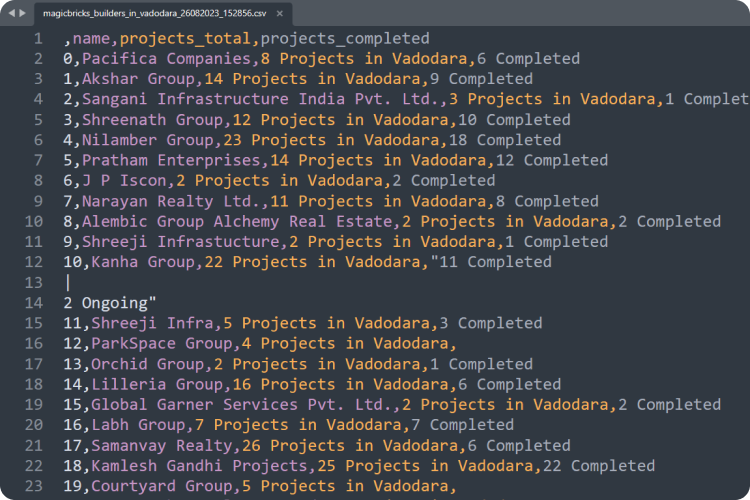 magicbricks_builders_in_vadodara_26082023_152856.csv ×
1 ,name,projects_total,projects_completed
2 0,Pacifica Companies,8 Projects in Vadodara,6 Completed
3 1,Akshar Group,14 Projects in Vadodara,9 Completed
4 2,Sangani Infrastructure India Pvt. Ltd.,3 Projects in Vadodara,1 Complet
5 3,Shreenath Group,12 Projects in Vadodara,10 Completed
6 4,Nilamber Group,23 Projects in Vadodara,18 Completed
7 5,Pratham Enterprises,14 Projects in Vadodara,12 Completed
8 6,J P Iscon,2 Projects in Vadodara,2 Completed
9 7,Narayan Realty Ltd.,11 Projects in Vadodara,8 Completed
10 8,Alembic Group Alchemy Real Estate,2 Projects in Vadodara,2 Completed
11 9,Shreeji Infrastucture,2 Projects in Vadodara,1 Completed
12 10,Kanha Group,22 Projects in Vadodara,"11 Completed
13 |
14 2 Ongoing"
15 11,Shreeji Infra,5 Projects in Vadodara,3 Completed
16 12,ParkSpace Group,4 Projects in Vadodara,
17 13,Orchid Group,2 Projects in Vadodara,1 Completed
18 14,Lilleria Group,16 Projects in Vadodara,6 Completed
19 15,Global Garner Services Pvt. Ltd.,2 Projects in Vadodara,2 Completed
20 16,Labh Group,7 Projects in Vadodara,7 Completed
21 17,Samanvay Realty,26 Projects in Vadodara,6 Completed
22 18,Kamlesh Gandhi Projects,25 Projects in Vadodara,22 Completed
23 19,Courtyard Group,5 Projects in Vadodara,